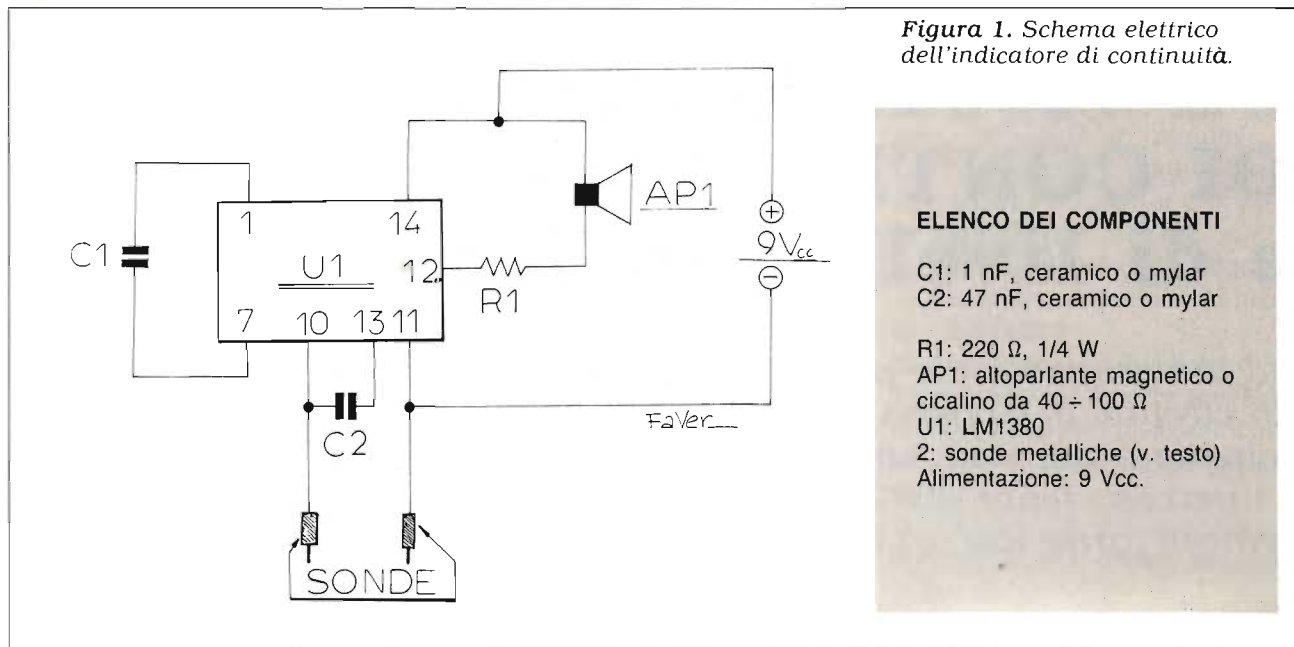 Figura 1. Schema elettrico
dell'indicatore di continuità.
C1
1
14
U1
12
7
10
13
11
C2
R1
AP1
+
9Vcc
−
FaVer
SONDE
ELENCO DEI COMPONENTI
C1: 1 nF, ceramico o mylar
C2: 47 nF, ceramico o mylar
R1: 220 Ω, 1/4 W
AP1: altoparlante magnetico o
cicalino da 40 ÷ 100 Ω
U1: LM1380
2: sonde metalliche (v. testo)
Alimentazione: 9 Vcc.